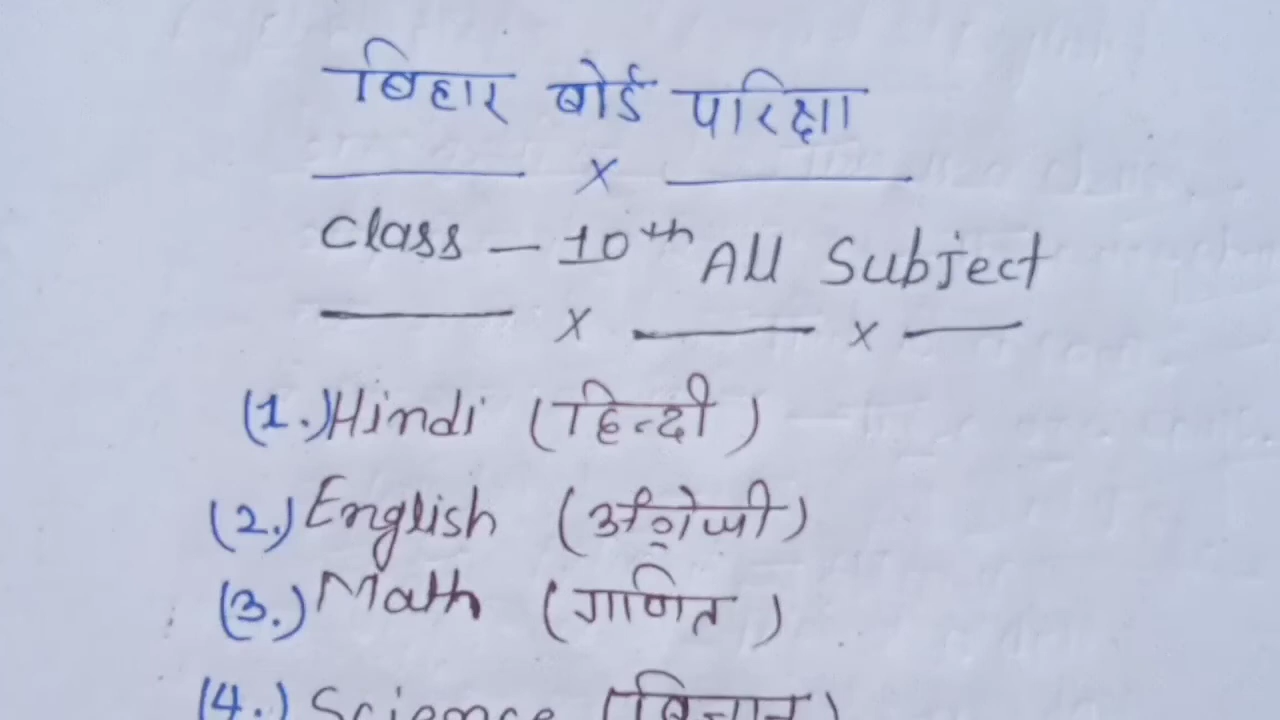 बिहार बोर्ड परिक्षा
x
Class - 10th All Subject
x x
(1.) Hindi (हिन्दी)
(2.) English (अंग्रेजी)
(3.) Math (गणित)
(4.) Science (विज्ञान)